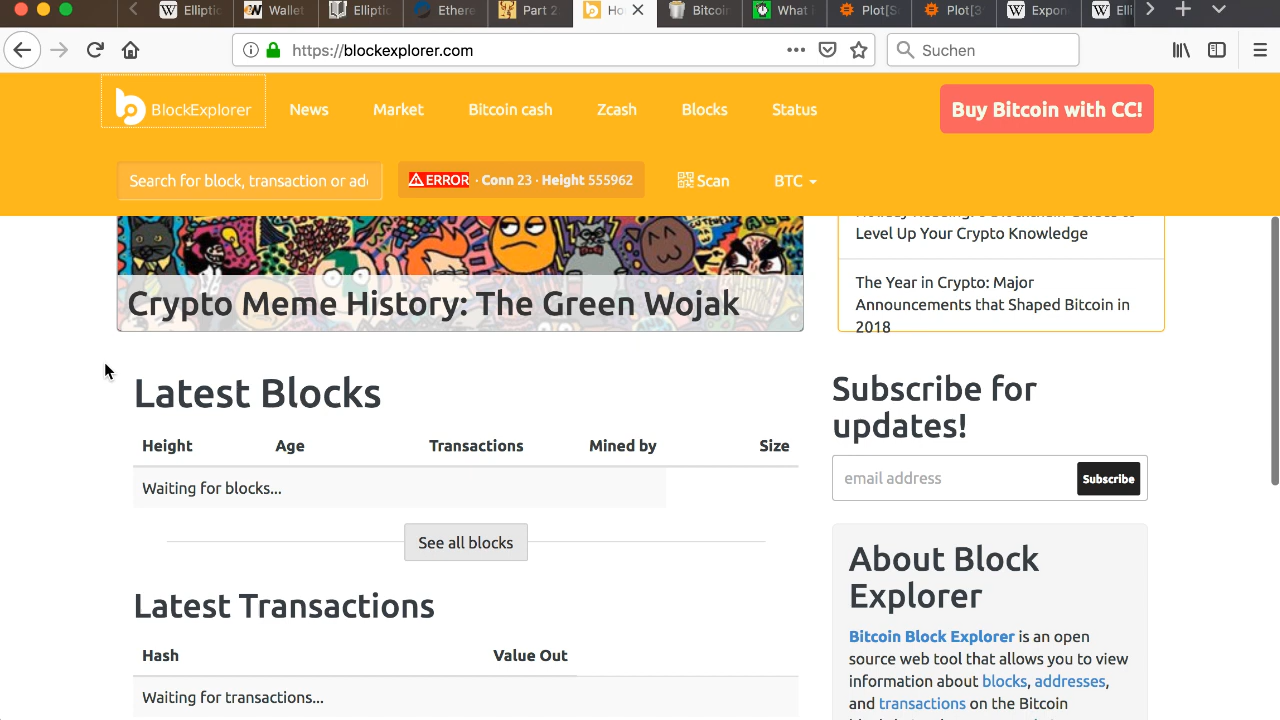 Elliptic
Wallet
Elliptic
Ethere
Part 2
Ho
Bitcoin
What i
Plot[S
Plot[3
Expon
Elli
https://blockexplorer.com
Suchen
BlockExplorer
News
Market
Bitcoin cash
Zcash
Blocks
Status
Buy Bitcoin with CC!
Search for block, transaction or add
ERROR · Conn 23 · Height 555962
Scan
BTC
Level Up Your Crypto Knowledge
The Year in Crypto: Major
Announcements that Shaped Bitcoin in
2018
Crypto Meme History: The Green Wojak
Latest Blocks
Height Age Transactions Mined by Size
Waiting for blocks...
See all blocks
Latest Transactions
Hash Value Out
Waiting for transactions...
Subscribe for
updates!
email address
Subscribe
About Block
Explorer
Bitcoin Block Explorer is an open
source web tool that allows you to view
information about blocks, addresses,
and transactions on the Bitcoin